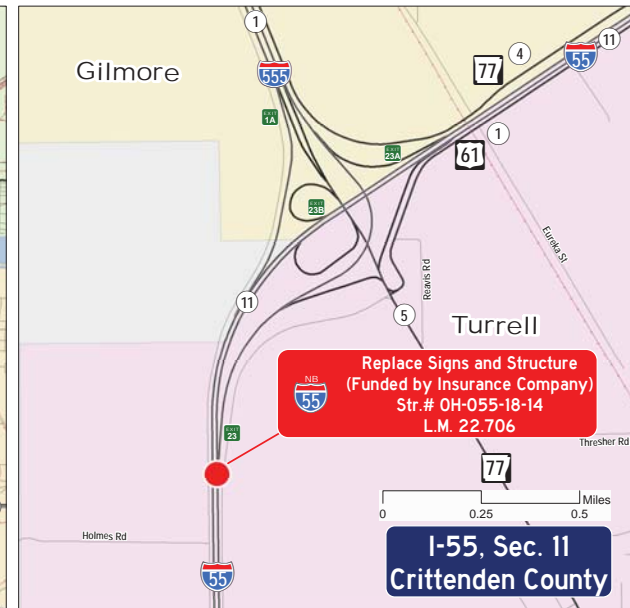 1
Gilmore
555
77
4
55
11
EXIT
1A
EXIT
23A
1
61
EXIT
23B
Eureka St
Reavis Rd
11
5
Turrell
NB
55
Replace Signs and Structure
(Funded by Insurance Company)
Str.# OH-055-18-14
L.M. 22.706
EXIT
23
Thresher Rd
77
Miles
0 0.25 0.5
Holmes Rd
55
I-55, Sec. 11
Crittenden County